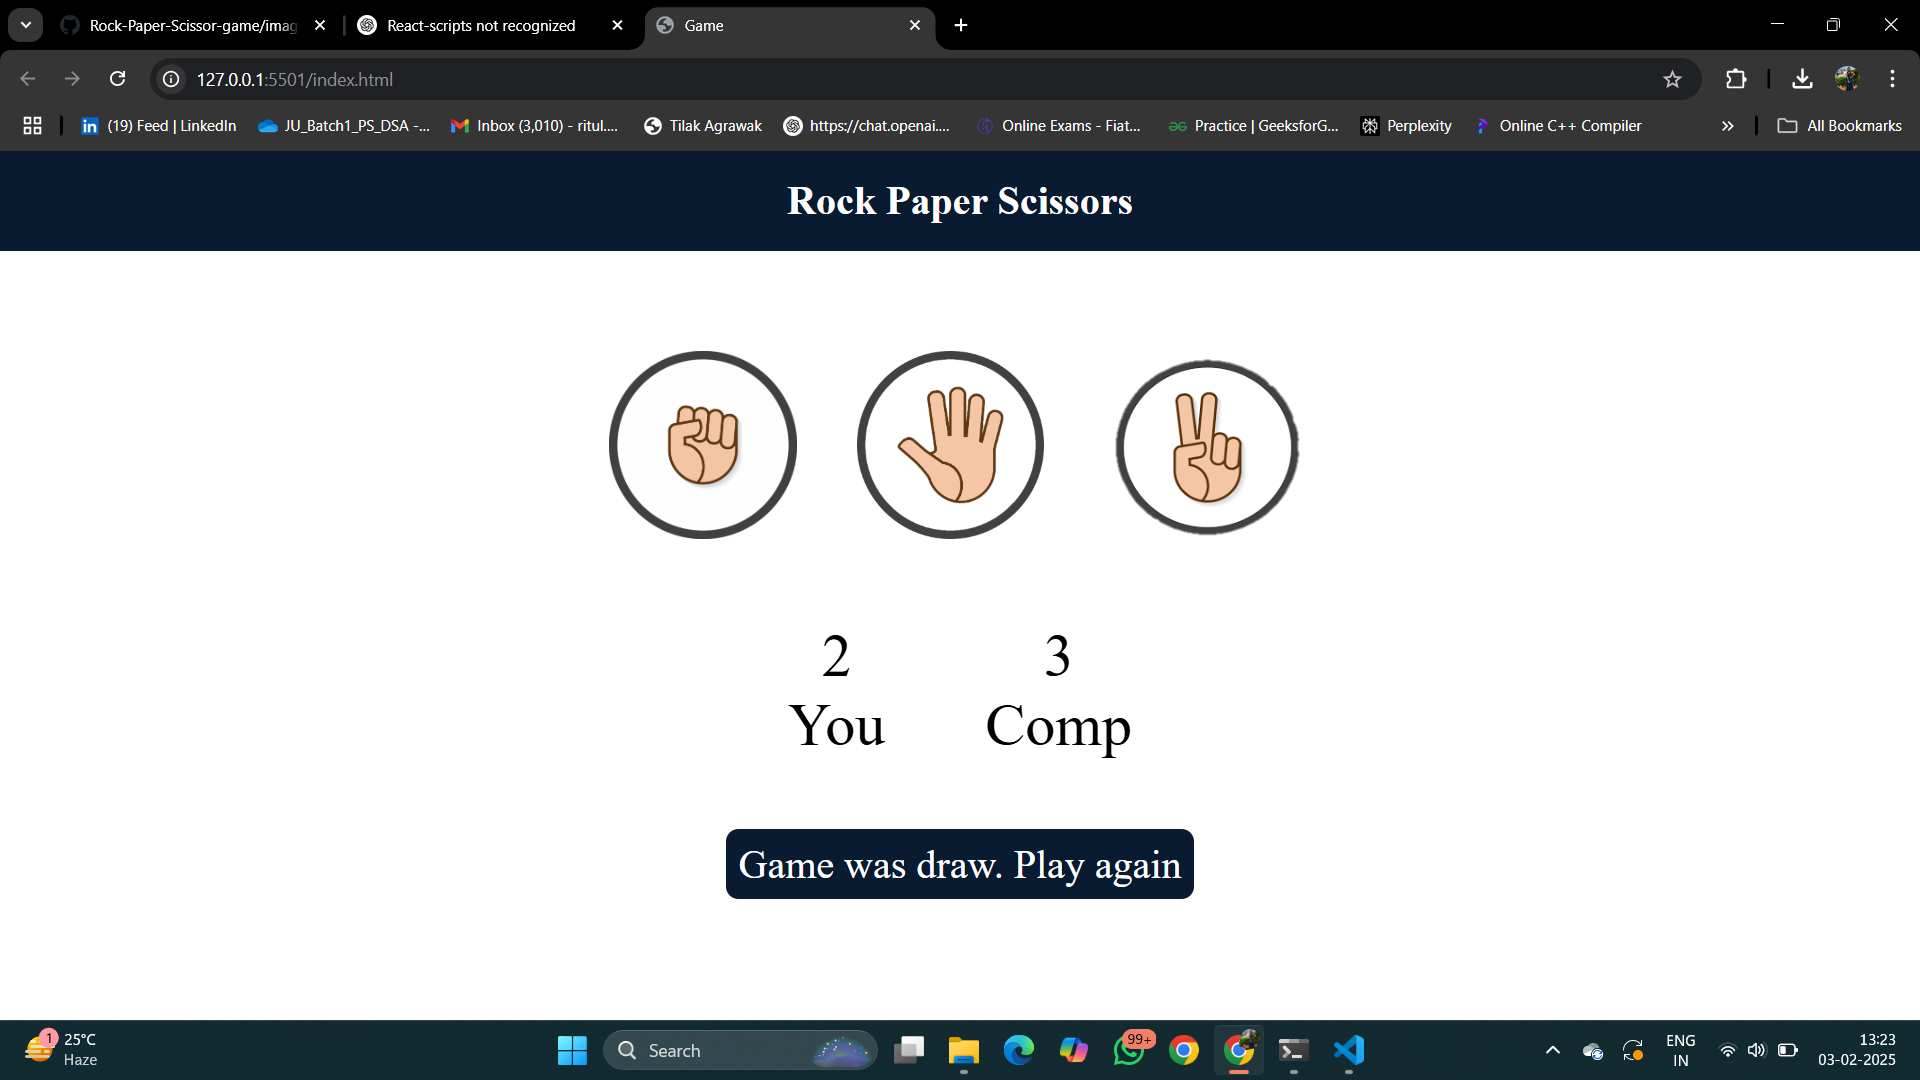 Rock-Paper-Scissor-game/imag
React-scripts not recognized
Game
127.0.0.1:5501/index.html
(19) Feed | LinkedIn
JU_Batch1_PS_DSA -...
Inbox (3,010) - ritul....
Tilak Agrawak
https://chat.openai....
Online Exams - Fiat...
Practice | GeeksforG...
Perplexity
Online C++ Compiler
All Bookmarks
Rock Paper Scissors
2 3
You Comp
Game was draw. Play again
1
25°C
Haze
Search
99+
ENG
IN
13:23
03-02-2025